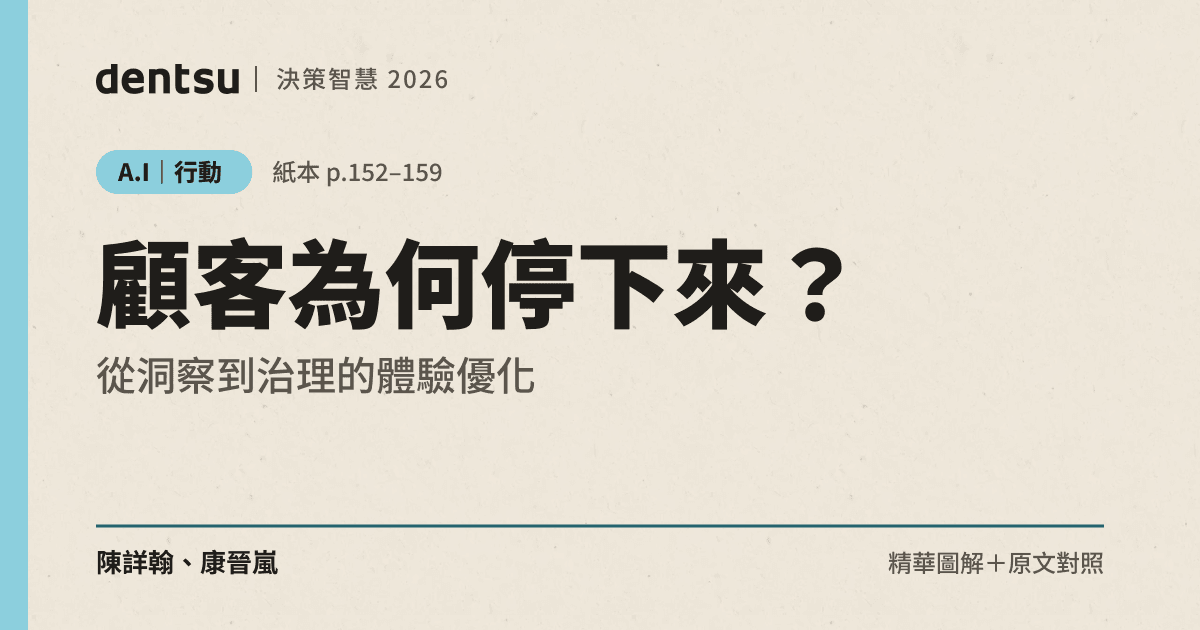 dentsu｜決策智慧 2026
A.I｜行動 紙本 p.152–159
顧客為何停下來？
從洞察到治理的體驗優化
陳詳翰、康晉嵐 精華圖解＋原文對照